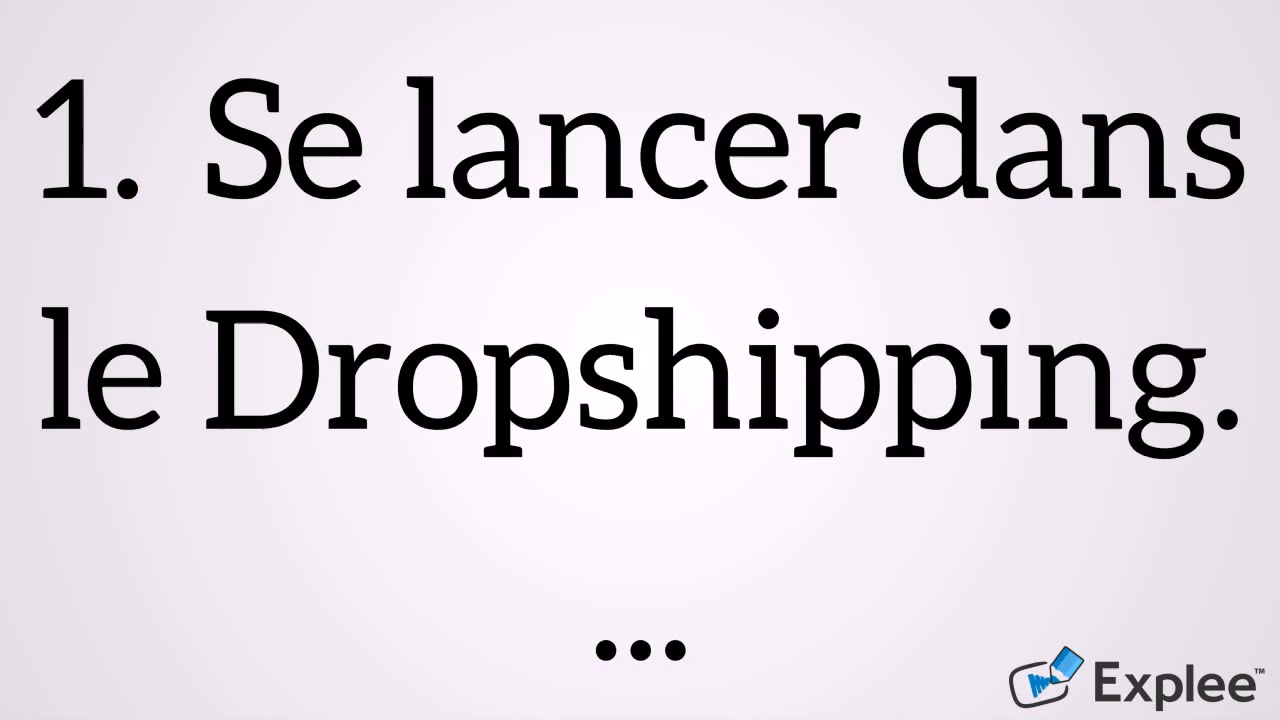 1. Se lancer dans
le Dropshipping.
...
Explee™